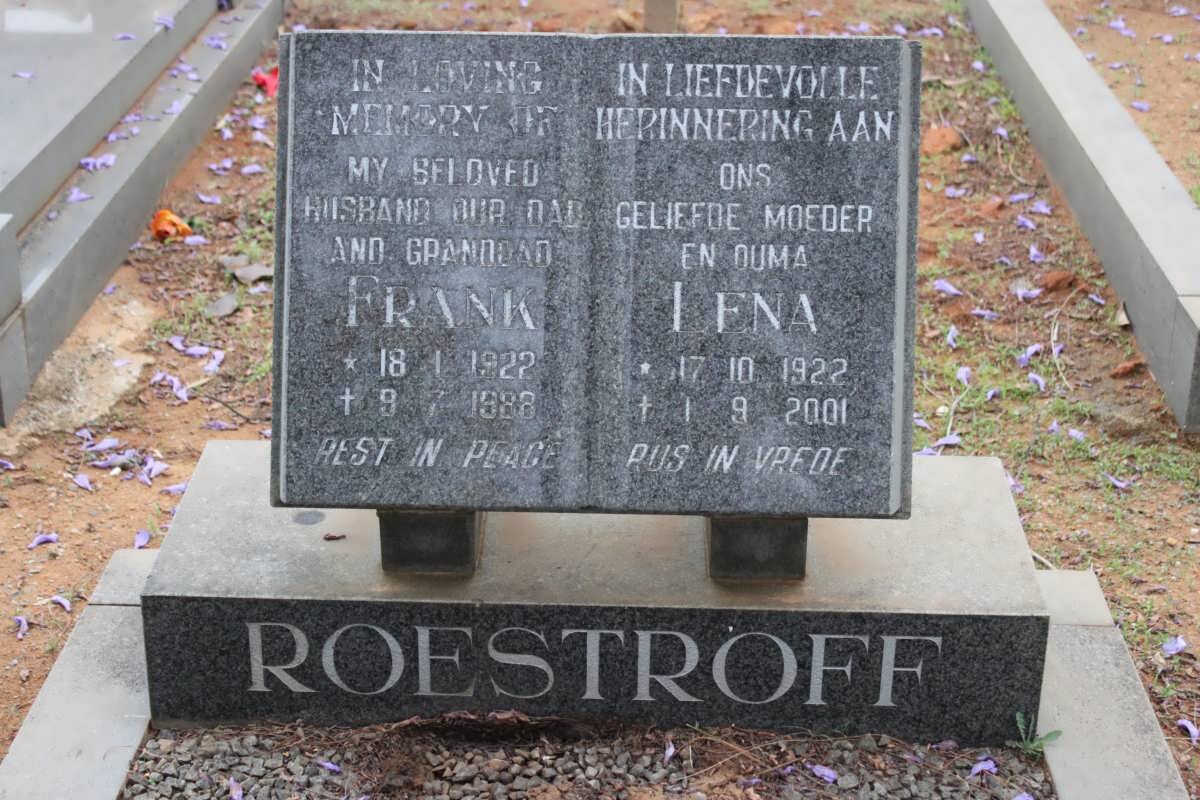 IN LOVING
MEMORY OF
MY BELOVED
HUSBAND OUR DAD
AND GRANDDAD
FRANK
* 18 1 1922
† 9 7 1988
REST IN PEACE
IN LIEFDEVOLLE
HERINNERING AAN
ONS
GELIEFDE MOEDER
EN OUMA
LENA
* 17 10 1922
† 1 9 2001
RUS IN VREDE
ROESTROFF